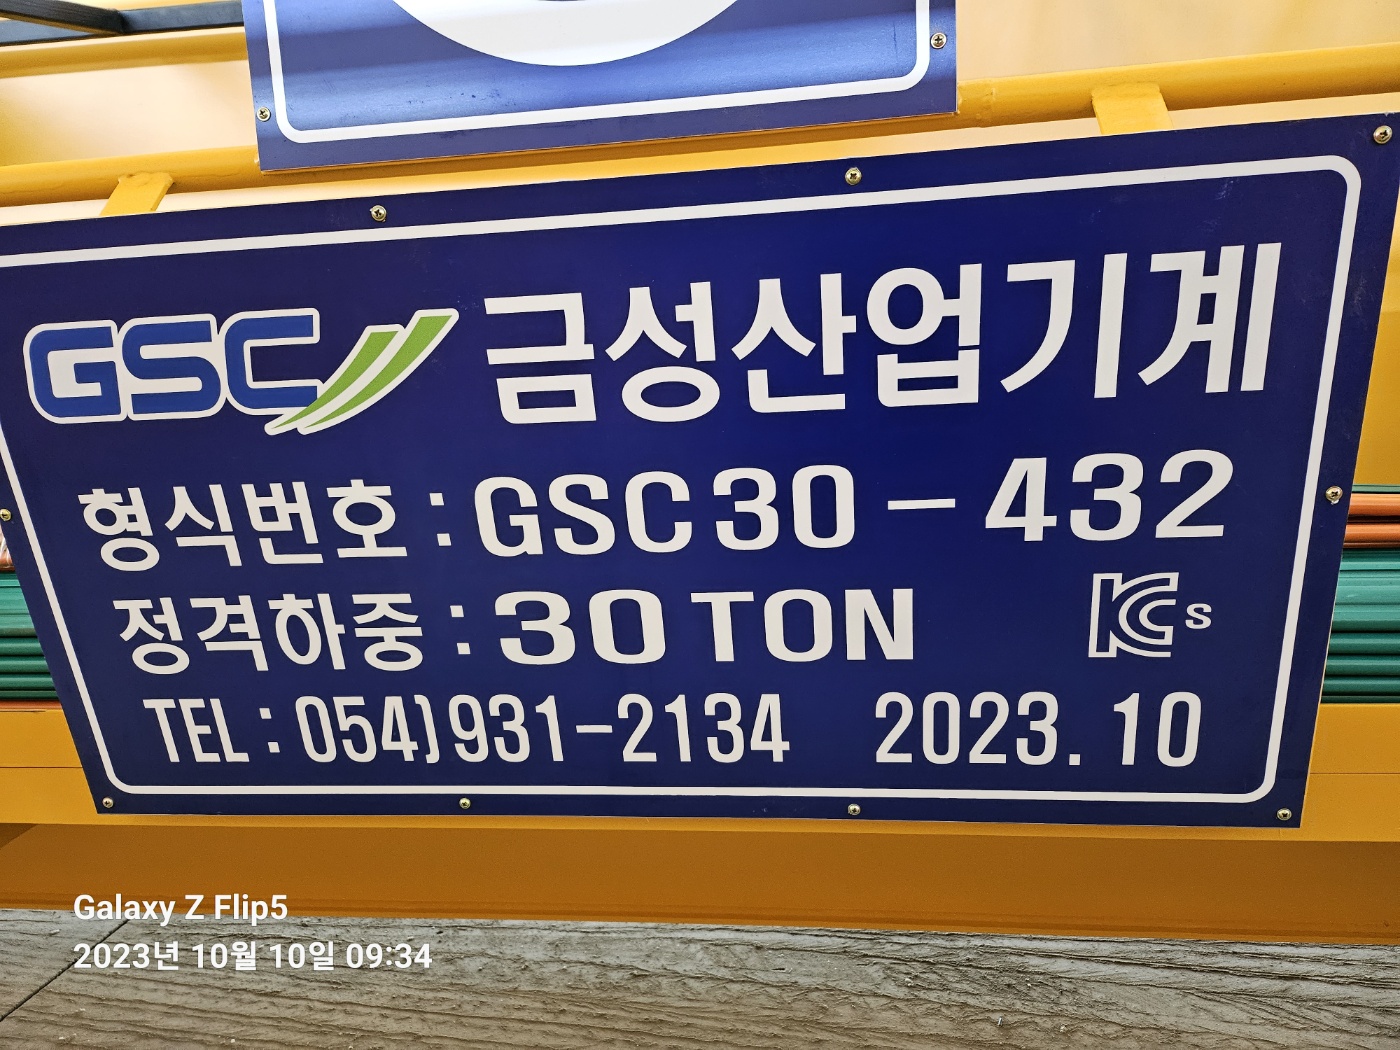 GSC 금성산업기계
형식번호 : GSC30-432
정격하중 : 30 TON KCs
TEL : 054)931-2134 2023. 10
Galaxy Z Flip5
2023년 10월 10일 09:34